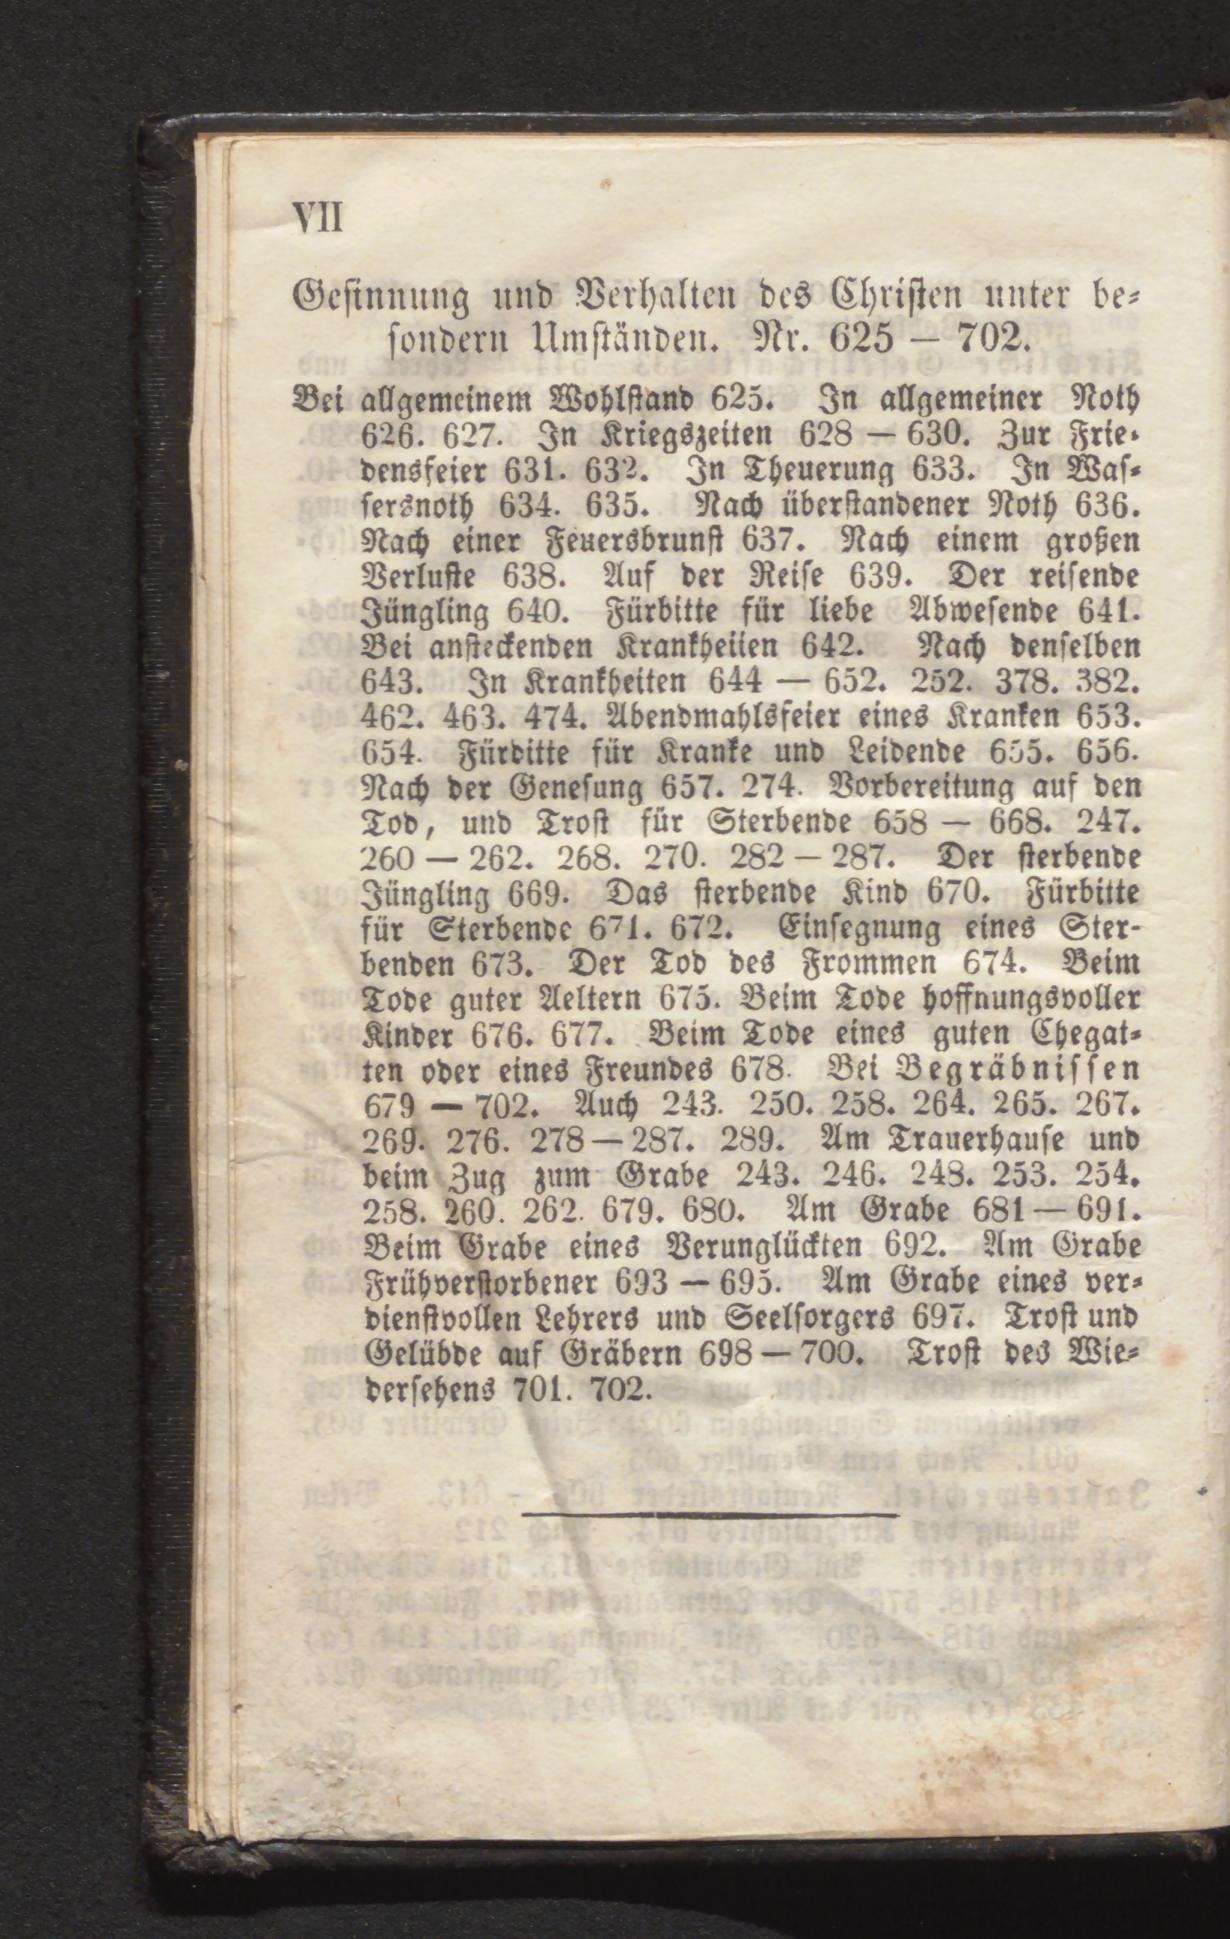 VII
Gesinnung und Verhalten des Christen unter be⸗
sondern Umständen. Nr. 625 — 702.
Bei allgemeinem Wohlstand 625. In allgemeiner Noth
626. 627. In Kriegszeiten 628 — 630. Zur Frie⸗
densfeier 631. 632. In Theuerung 633. In Was⸗
sersnoth 634. 635. Nach überstandener Noth 636.
Nach einer Feuersbrunst 637. Nach einem großen
Verluste 638. Auf der Reise 639. Der reisende
Jüngling 640. Fürbitte für liebe Abwesende 641.
Bei ansteckenden Krankheiien 642. Nach denselben
643. In Krankheiten 644 — 652. 252. 378. 382.
462. 463. 474. Abendmahlsfeier eines Kranken 653.
654. Fürditte für Kranke und Leidende 655. 656.
Nach der Genesung 657. 274. Vorbereitung auf den
Tod, und Trost für Sterbende 658 — 668. 247.
260 — 262. 268. 270. 282 — 287. Der sterbende
Jüngling 669. Das sterbende Kind 670. Fürbitte
für Sterbende 671. 672. Einsegnung eines Ster-
benden 673. Der Tod des Frommen 674. Beim
Tode guter Aeltern 675. Beim Tode hoffnungsvoller
Kinder 676. 677. Beim Tode eines guten Ehegat⸗
ten oder eines Freundes 678. Bei Begräbnissen
679 — 702. Auch 243. 250. 258. 264. 265. 267.
269. 276. 278 — 287. 289. Am Trauerhause und
beim Zug zum Grabe 243. 246. 248. 253. 254.
258. 260. 262. 679. 680. Am Grabe 681 — 691.
Beim Grabe eines Verunglückten 692. Am Grabe
Frühverstorbener 693 — 695. Am Grabe eines ver⸗
dienstvollen Lehrers und Seelsorgers 697. Trost und
Gelübde auf Gräbern 698 — 700. Trost des Wie⸗
dersehens 701. 702.